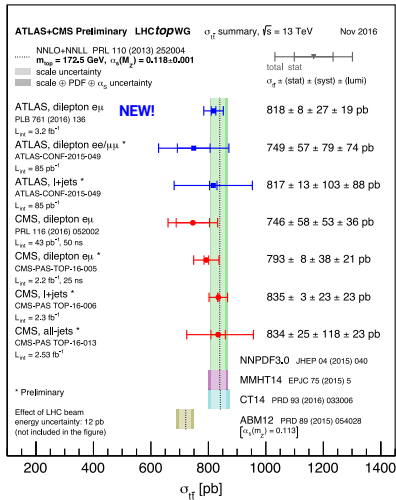 ATLAS+CMS Preliminary LHCtopWG σtt̄ summary, √s = 13 TeV Nov 2016
NNLO+NNLL PRL 110 (2013) 252004
mtop = 172.5 GeV, αs(MZ) = 0.118±0.001
scale uncertainty
scale ⊕ PDF ⊕ αs uncertainty
total stat
σtt̄ ± (stat) ± (syst) ± (lumi)
ATLAS, dilepton eμ NEW! 818 ± 8 ± 27 ± 19 pb
PLB 761 (2016) 136
Lint = 3.2 fb⁻¹
ATLAS, dilepton ee/μμ * 749 ± 57 ± 79 ± 74 pb
ATLAS-CONF-2015-049
Lint = 85 pb⁻¹
ATLAS, l+jets * 817 ± 13 ± 103 ± 88 pb
ATLAS-CONF-2015-049
Lint = 85 pb⁻¹
CMS, dilepton eμ 746 ± 58 ± 53 ± 36 pb
PRL 116 (2016) 052002
Lint = 43 pb⁻¹, 50 ns
CMS, dilepton eμ * 793 ± 8 ± 38 ± 21 pb
CMS-PAS TOP-16-005
Lint = 2.2 fb⁻¹, 25 ns
CMS, l+jets * 835 ± 3 ± 23 ± 23 pb
CMS-PAS TOP-16-006
Lint = 2.3 fb⁻¹
CMS, all-jets * 834 ± 25 ± 118 ± 23 pb
CMS-PAS TOP-16-013
Lint = 2.53 fb⁻¹
NNPDF3.0 JHEP 04 (2015) 040
MMHT14 EPJC 75 (2015) 5
* Preliminary
CT14 PRD 93 (2016) 033006
Effect of LHC beam
energy uncertainty: 12 pb
(not included in the figure)
ABM12 PRD 89 (2015) 054028
[αs(mZ) = 0.113]
200 400 600 800 1000 1200 1400
σtt̄ [pb]